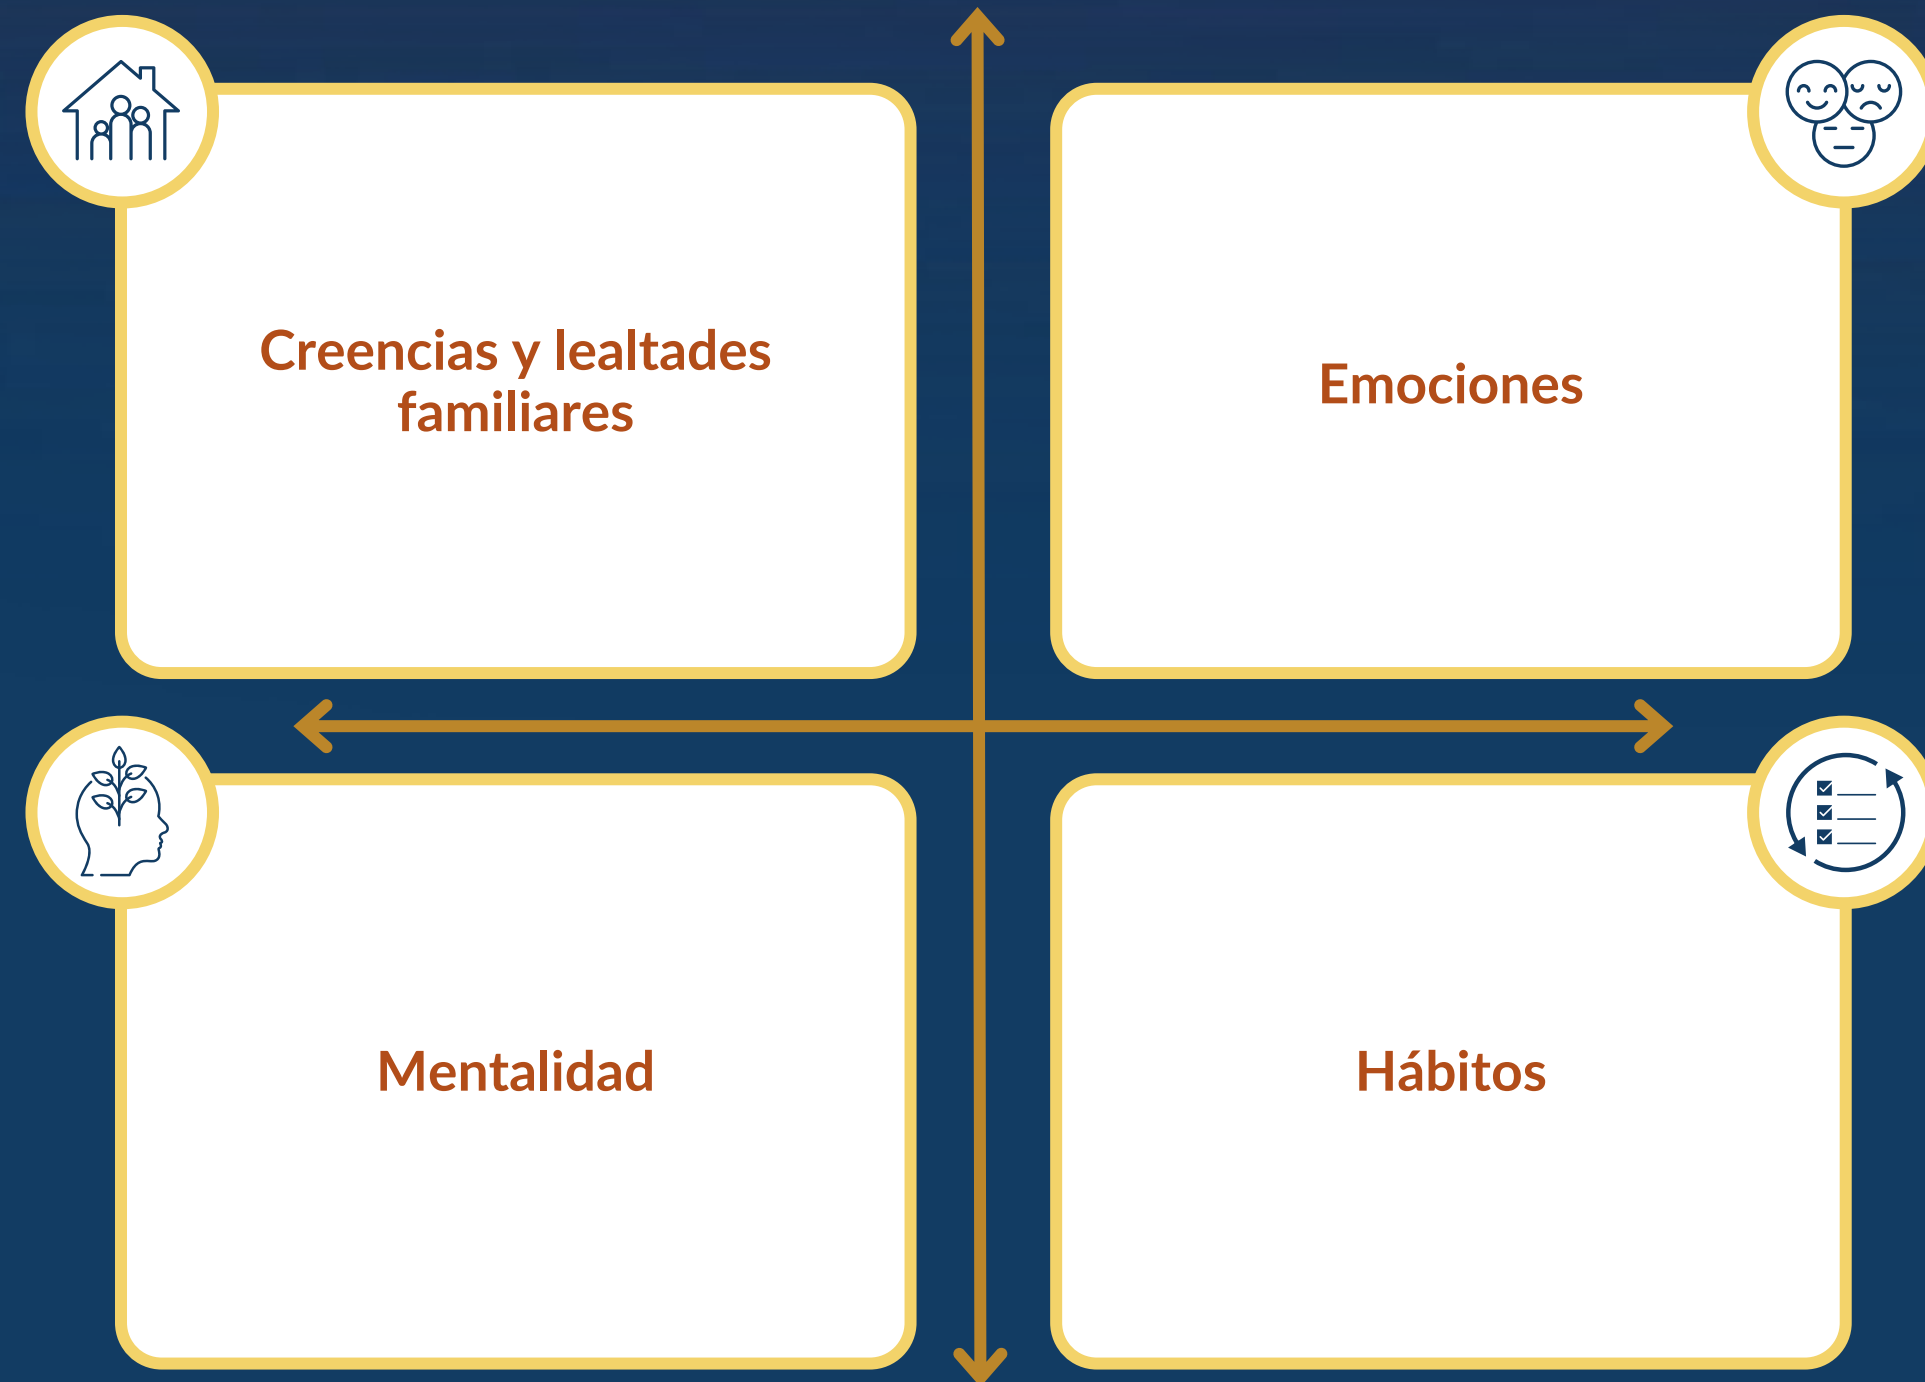 Creencias y lealtades
familiares
Emociones
Mentalidad
Hábitos